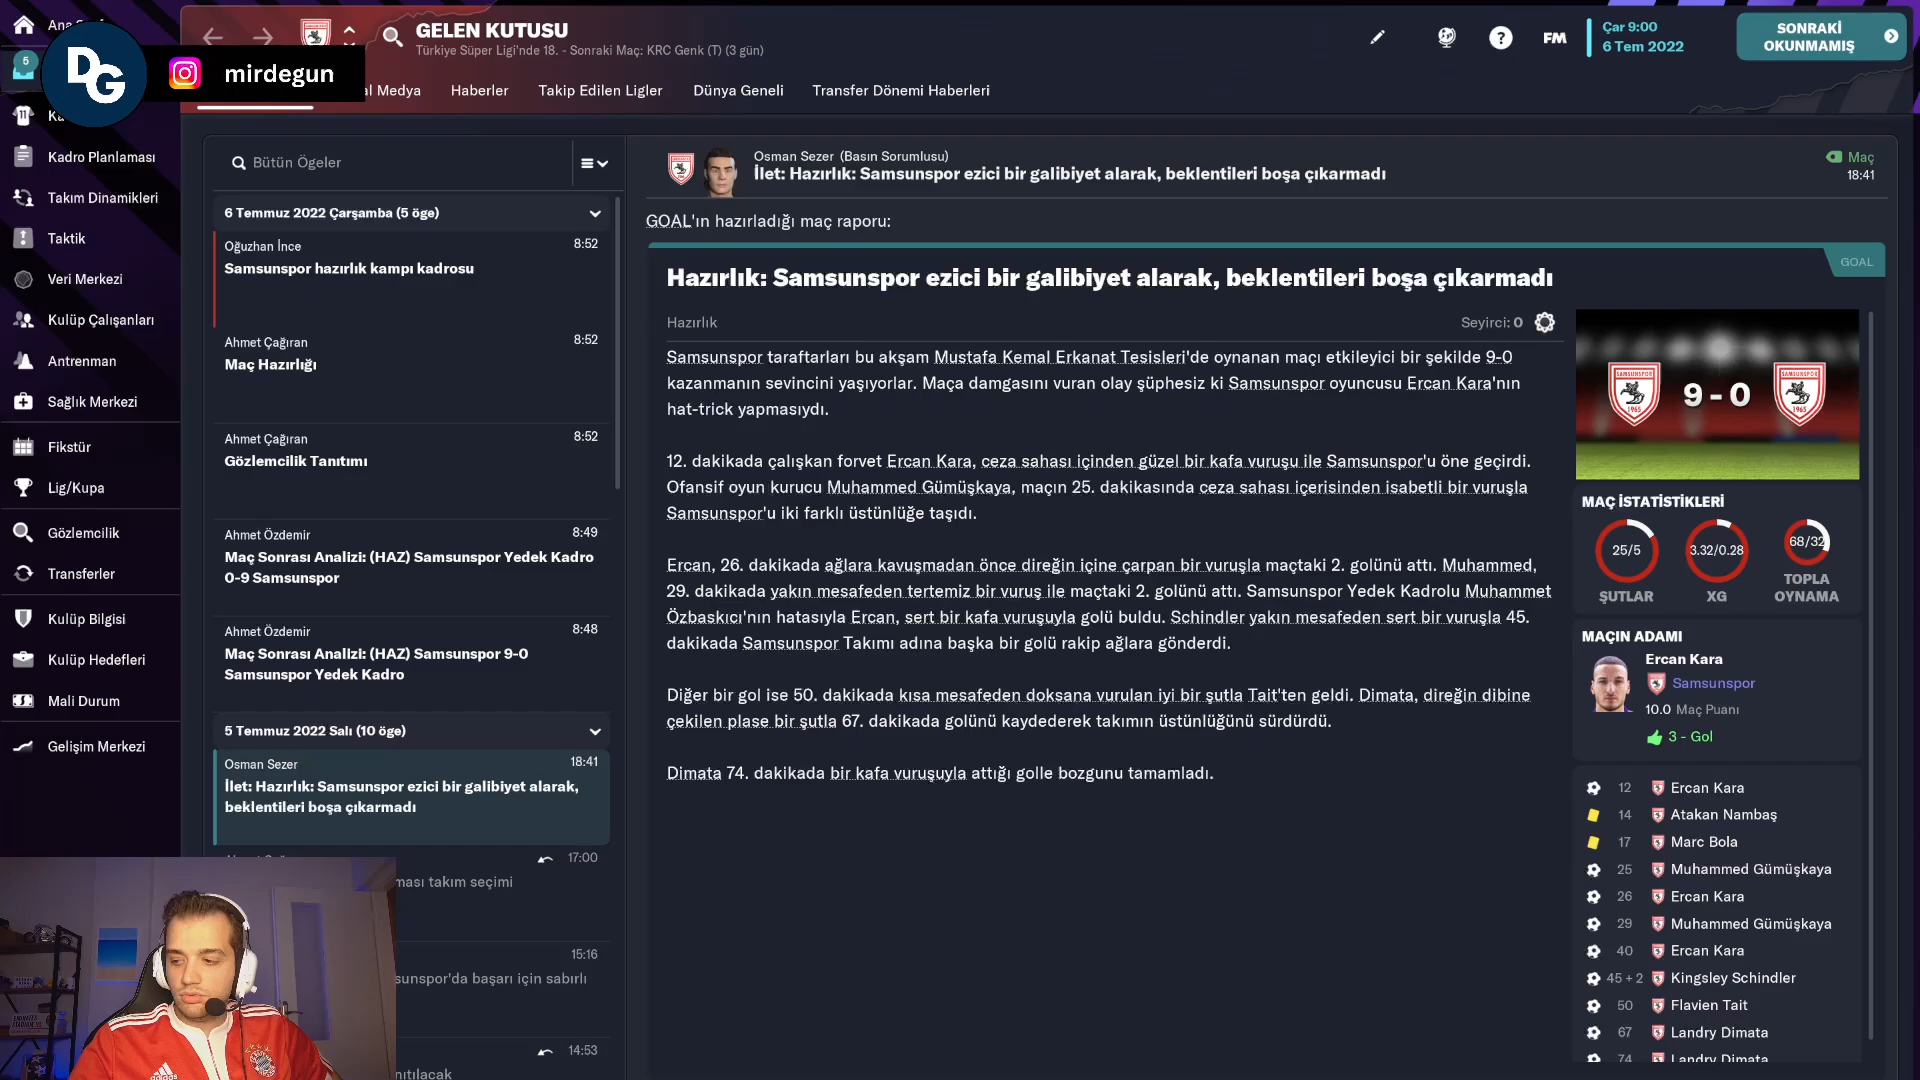 Ana
5
DG
mirdegun
GELEN KUTUSU
Türkiye Süper Ligi'nde 18. - Sonraki Maç: KRC Genk (T) (3 gün)
FM
Çar 9:00
6 Tem 2022
SONRAKİ
OKUNMAMIŞ
al Medya
Haberler
Takip Edilen Ligler
Dünya Geneli
Transfer Dönemi Haberleri
Kadro Planlaması
Takım Dinamikleri
Taktik
Veri Merkezi
Kulüp Çalışanları
Antrenman
Sağlık Merkezi
Fikstür
Lig/Kupa
Gözlemcilik
Transferler
Kulüp Bilgisi
Kulüp Hedefleri
Mali Durum
Gelişim Merkezi
Bütün Ögeler
6 Temmuz 2022 Çarşamba (5 öge)
Oğuzhan İnce 8:52
Samsunspor hazırlık kampı kadrosu
Ahmet Çağıran 8:52
Maç Hazırlığı
Ahmet Çağıran 8:52
Gözlemcilik Tanıtımı
Ahmet Özdemir 8:49
Maç Sonrası Analizi: (HAZ) Samsunspor Yedek Kadro
0-9 Samsunspor
Ahmet Özdemir 8:48
Maç Sonrası Analizi: (HAZ) Samsunspor 9-0
Samsunspor Yedek Kadro
5 Temmuz 2022 Salı (10 öge)
Osman Sezer 18:41
İlet: Hazırlık: Samsunspor ezici bir galibiyet alarak,
beklentileri boşa çıkarmadı
17:00
ması takım seçimi
15:16
sunspor'da başarı için sabırlı
14:53
nıtılacak
Osman Sezer (Basın Sorumlusu)
İlet: Hazırlık: Samsunspor ezici bir galibiyet alarak, beklentileri boşa çıkarmadı
Maç
18:41
GOAL'ın hazırladığı maç raporu:
GOAL
Hazırlık: Samsunspor ezici bir galibiyet alarak, beklentileri boşa çıkarmadı
Hazırlık
Seyirci: 0
Samsunspor taraftarları bu akşam Mustafa Kemal Erkanat Tesisleri'de oynanan maçı etkileyici bir şekilde 9-0
kazanmanın sevincini yaşıyorlar. Maça damgasını vuran olay şüphesiz ki Samsunspor oyuncusu Ercan Kara'nın
hat-trick yapmasıydı.
12. dakikada çalışkan forvet Ercan Kara, ceza sahası içinden güzel bir kafa vuruşu ile Samsunspor'u öne geçirdi.
Ofansif oyun kurucu Muhammed Gümüşkaya, maçın 25. dakikasında ceza sahası içerisinden isabetli bir vuruşla
Samsunspor'u iki farklı üstünlüğe taşıdı.
Ercan, 26. dakikada ağlara kavuşmadan önce direğin içine çarpan bir vuruşla maçtaki 2. golünü attı. Muhammed,
29. dakikada yakın mesafeden tertemiz bir vuruş ile maçtaki 2. golünü attı. Samsunspor Yedek Kadrolu Muhammet
Özbaskıcı'nın hatasıyla Ercan, sert bir kafa vuruşuyla golü buldu. Schindler yakın mesafeden sert bir vuruşla 45.
dakikada Samsunspor Takımı adına başka bir golü rakip ağlara gönderdi.
Diğer bir gol ise 50. dakikada kısa mesafeden doksana vurulan iyi bir şutla Tait'ten geldi. Dimata, direğin dibine
çekilen plase bir şutla 67. dakikada golünü kaydederek takımın üstünlüğünü sürdürdü.
Dimata 74. dakikada bir kafa vuruşuyla attığı golle bozgunu tamamladı.
SAMSUNSPOR
1965
9 - 0
SAMSUNSPOR
1965
MAÇ İSTATİSTİKLERİ
25/5
3.32/0.28
68/32
ŞUTLAR
XG
TOPLA
OYNAMA
MAÇIN ADAMI
Ercan Kara
Samsunspor
10.0 Maç Puanı
3 - Gol
12 Ercan Kara
14 Atakan Nambaş
17 Marc Bola
25 Muhammed Gümüşkaya
26 Ercan Kara
29 Muhammed Gümüşkaya
40 Ercan Kara
45 + 2 Kingsley Schindler
50 Flavien Tait
67 Landry Dimata
74 Landry Dimata